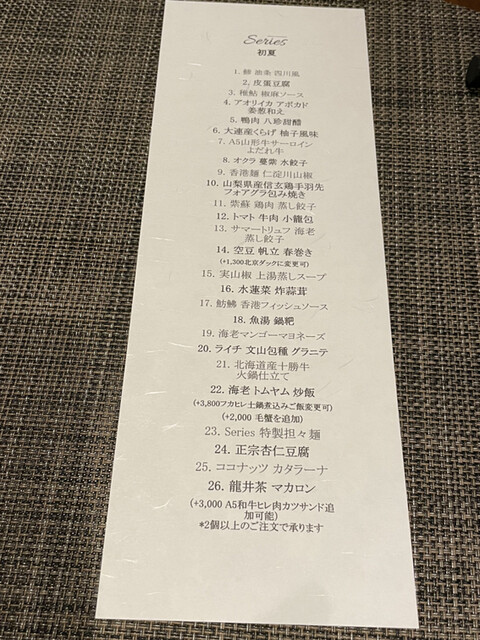 Series
初夏
1. 鯵 油条 四川風
2. 皮蛋豆腐
3. 稚鮎 椒麻ソース
4. アオリイカ アボカド
姜葱和え
5. 鴨肉 八珍甜醋
6. 大連産くらげ 柚子風味
7. A5山形牛サーロイン
よだれ牛
8. オクラ 蔓紫 水餃子
9. 香港麺 仁淀川山椒
10. 山梨県産信玄鶏手羽先
フォアグラ包み焼き
11. 紫蘇 鶏肉 蒸し餃子
12. トマト 牛肉 小龍包
13. サマートリュフ 海老
蒸し餃子
14. 空豆 帆立 春巻き
(+1,300北京ダックに変更可)
15. 実山椒 上湯蒸しスープ
16. 水蓮菜 炸蒜茸
17. 魴鮄 香港フィッシュソース
18. 魚湯 鍋粑
19. 海老マンゴーマヨネーズ
20. ライチ 文山包種 グラニテ
21. 北海道産十勝牛
火鍋仕立て
22. 海老 トムヤム 炒飯
(+3,800フカヒレ土鍋煮込みご飯変更可)
(+2,000 毛蟹を追加)
23. Series 特製担々麺
24. 正宗杏仁豆腐
25. ココナッツ カタラーナ
26. 龍井茶 マカロン
(+3,000 A5和牛ヒレ肉カツサンド追
加可能)
*2個以上のご注文で承ります